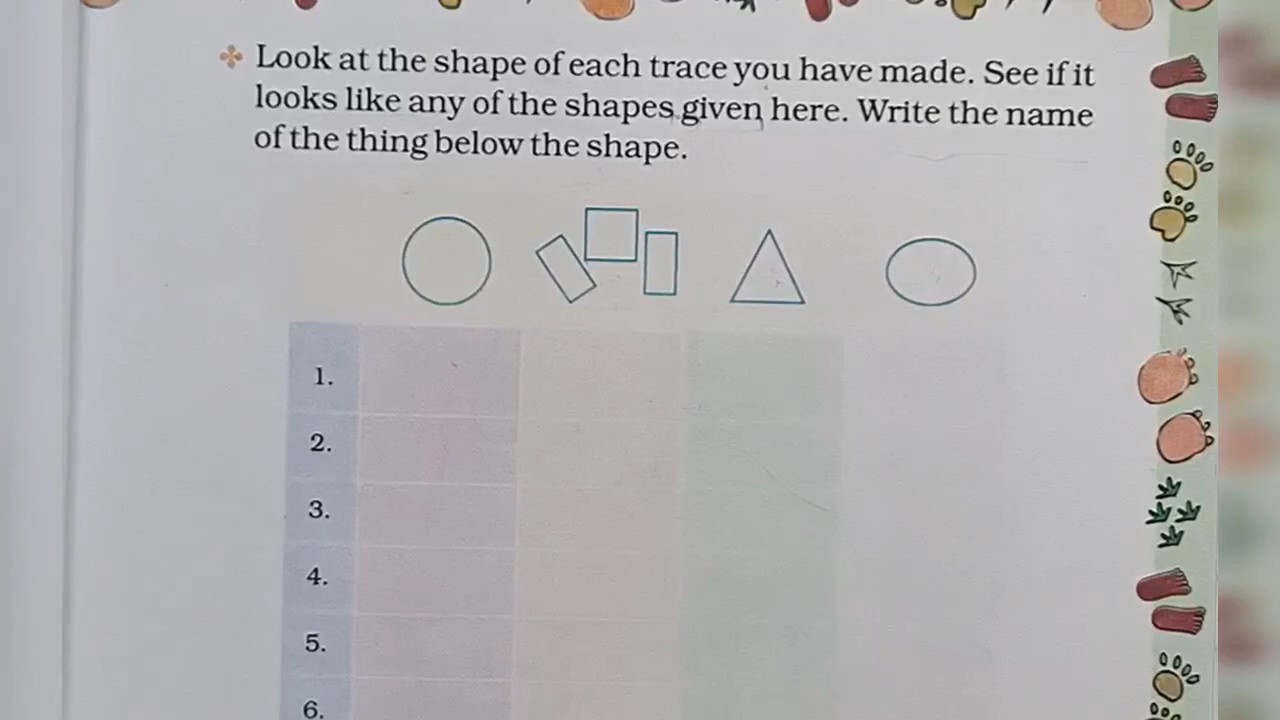 Look at the shape of each trace you have made. See if it
looks like any of the shapes given here. Write the name
of the thing below the shape.
1.
2.
3.
4.
5.
6.